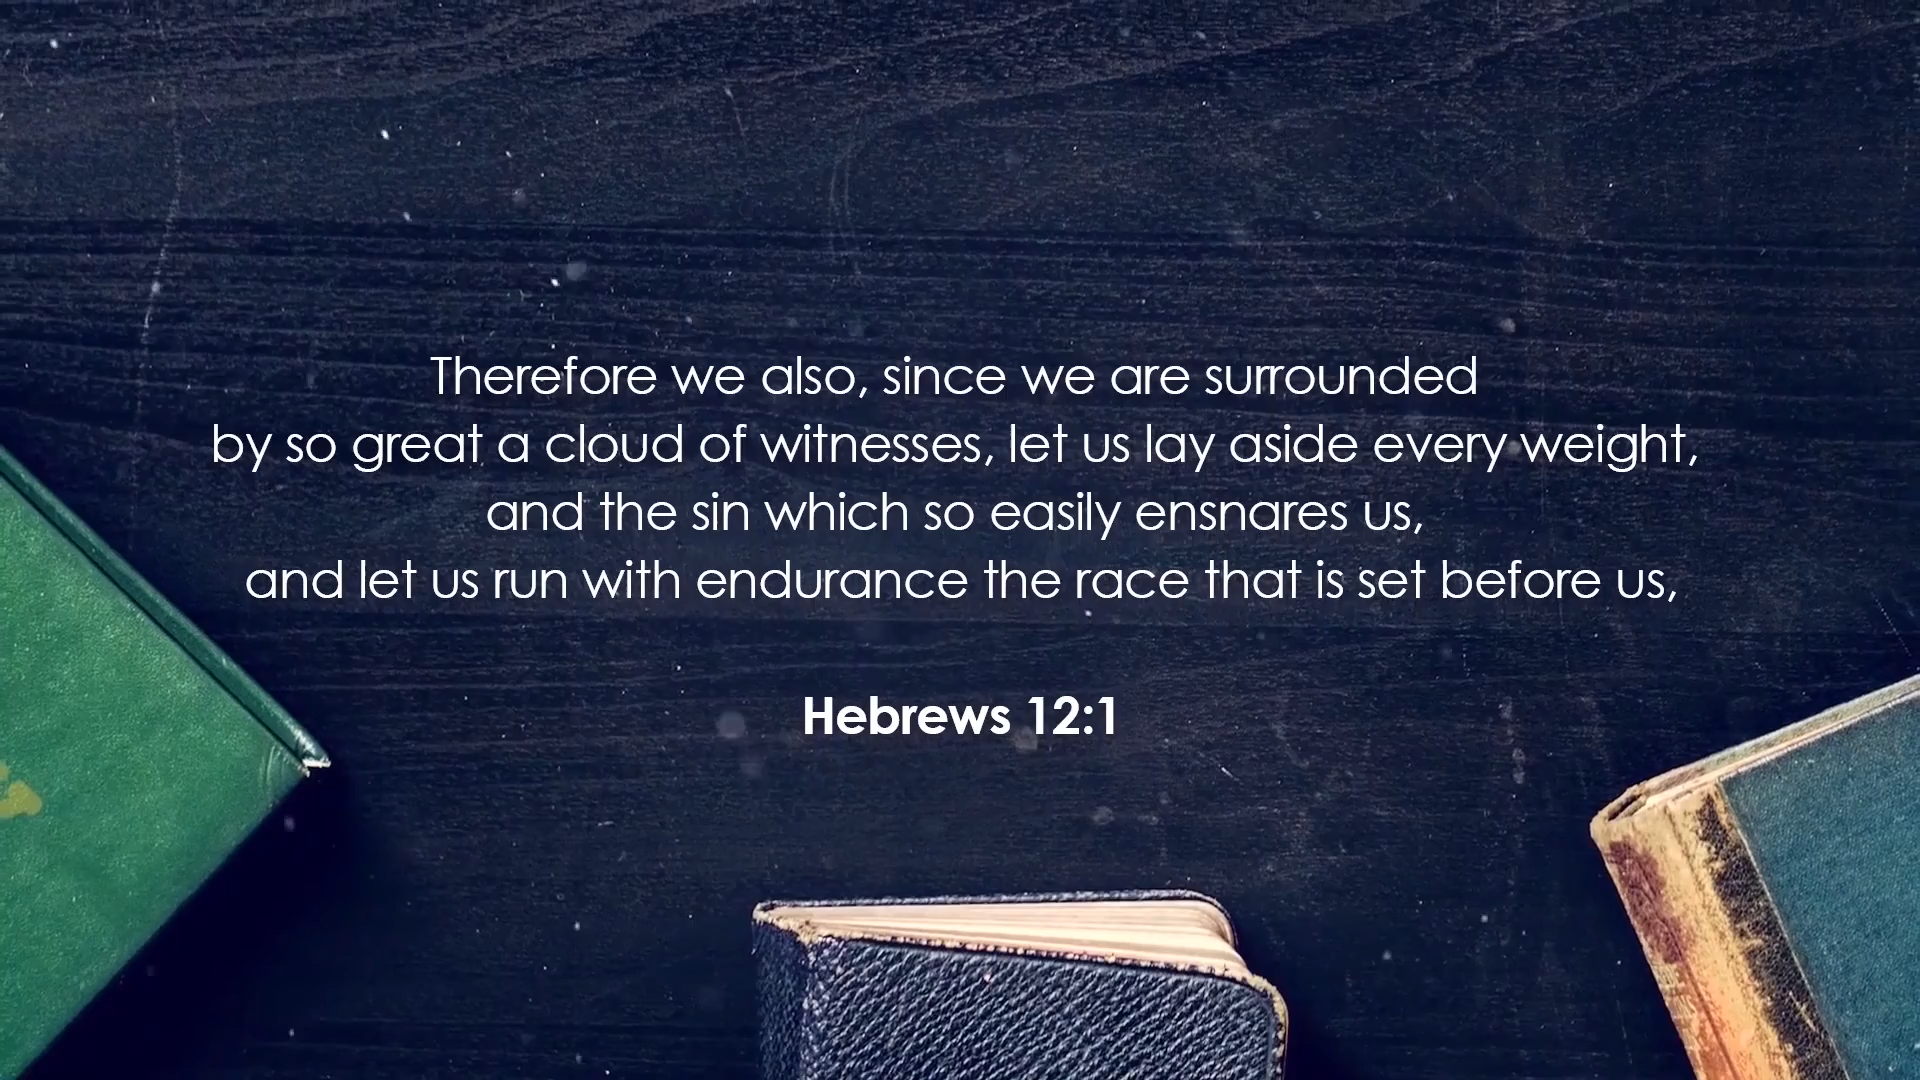 Therefore we also, since we are surrounded
by so great a cloud of witnesses, let us lay aside every weight,
and the sin which so easily ensnares us,
and let us run with endurance the race that is set before us,
Hebrews 12:1